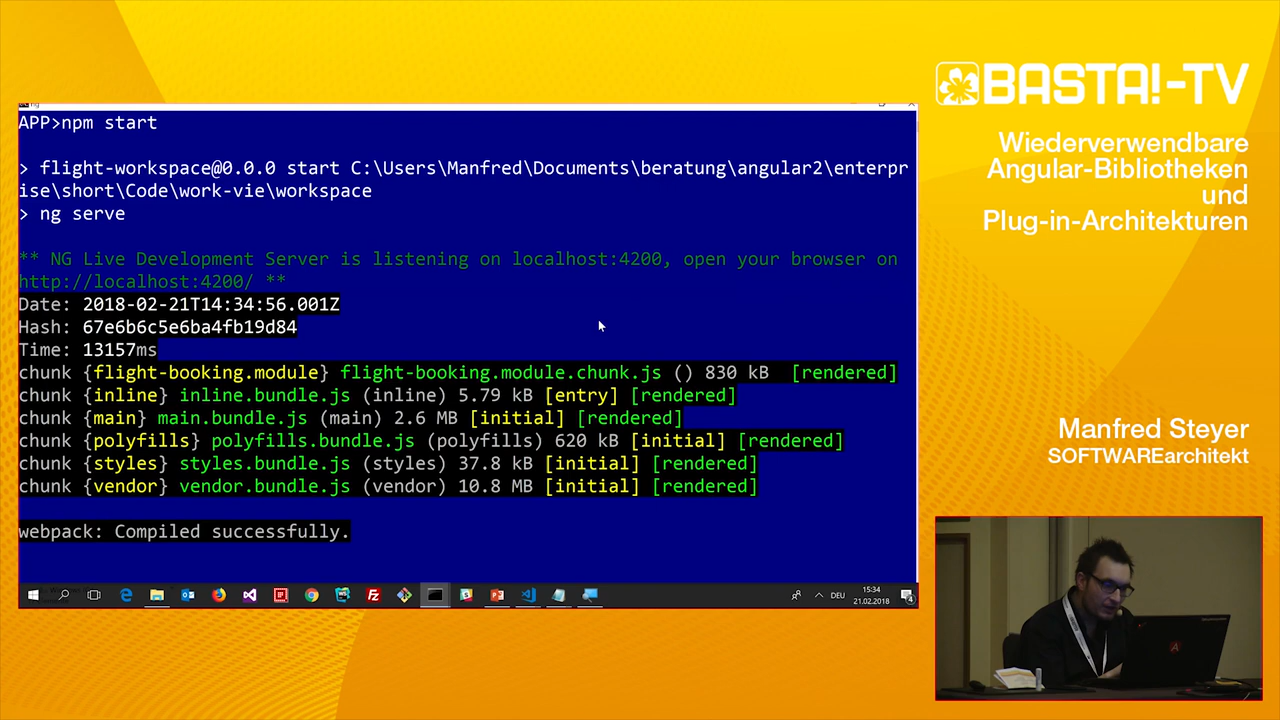 BASTA!-TV
Wiederverwendbare
Angular-Bibliotheken
und
Plug-in-Architekturen
APP>npm start
> flight-workspace@0.0.0 start C:\Users\Manfred\Documents\beratung\angular2\enterpr
ise\short\Code\work-vie\workspace
> ng serve
** NG Live Development Server is listening on localhost:4200, open your browser on
http://localhost:4200/ **
Date: 2018-02-21T14:34:56.001Z
Hash: 67e6b6c5e6ba4fb19d84
Time: 13157ms
chunk {flight-booking.module} flight-booking.module.chunk.js () 830 kB [rendered]
chunk {inline} inline.bundle.js (inline) 5.79 kB [entry] [rendered]
chunk {main} main.bundle.js (main) 2.6 MB [initial] [rendered]
chunk {polyfills} polyfills.bundle.js (polyfills) 620 kB [initial] [rendered]
chunk {styles} styles.bundle.js (styles) 37.8 kB [initial] [rendered]
chunk {vendor} vendor.bundle.js (vendor) 10.8 MB [initial] [rendered]
webpack: Compiled successfully.
DEU
15:34
21.02.2018
4
Manfred Steyer
SOFTWAREarchitekt